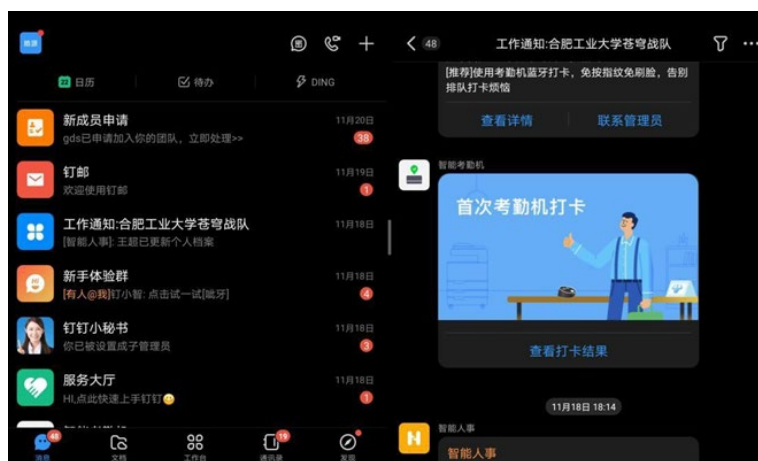 48
工作通知:合肥工业大学苍穹战队
22
日历
待办
DING
新成员申请
11月20日
gds已申请加入你的团队，立即处理>>
38
钉邮
11月19日
欢迎使用钉邮
1
工作通知:合肥工业大学苍穹战队
11月18日
[智能人事]: 王超已更新个人档案
新手体验群
11月18日
[有人@我]钉小智: 点击试一试[呲牙]
4
钉钉小秘书
11月18日
你已被设置成子管理员
3
服务大厅
11月18日
HI,点此快速上手钉钉
1
48
消息
文档
工作台
19
通讯录
发现
[推荐]使用考勤机蓝牙打卡，免按指纹免刷脸，告别
排队打卡烦恼
查看详情
联系管理员
智能考勤机
首次考勤机打卡
查看打卡结果
11月18日 18:14
智能人事
智能人事